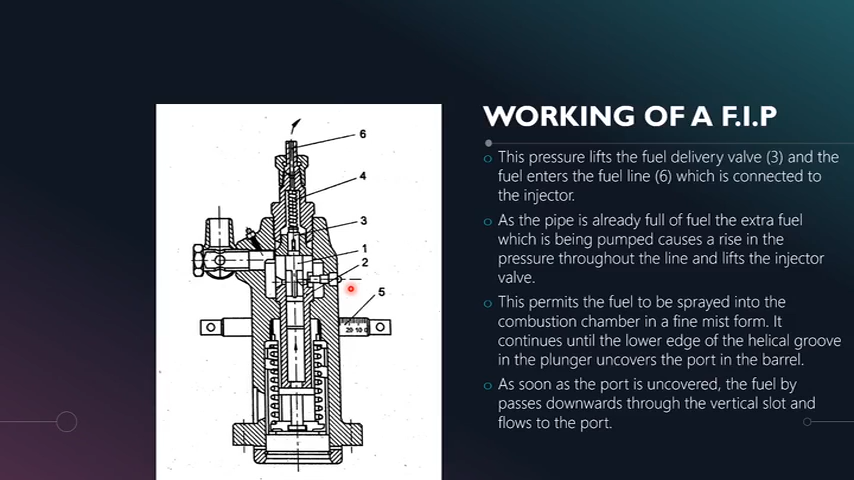 WORKING OF A F.I.P
This pressure lifts the fuel delivery valve (3) and the
fuel enters the fuel line (6) which is connected to
the injector.
As the pipe is already full of fuel the extra fuel
which is being pumped causes a rise in the
pressure throughout the line and lifts the injector
valve.
This permits the fuel to be sprayed into the
combustion chamber in a fine mist form. It
continues until the lower edge of the helical groove
in the plunger uncovers the port in the barrel.
As soon as the port is uncovered, the fuel by
passes downwards through the vertical slot and
flows to the port.
6
4
3
1
2
5
20 10 0